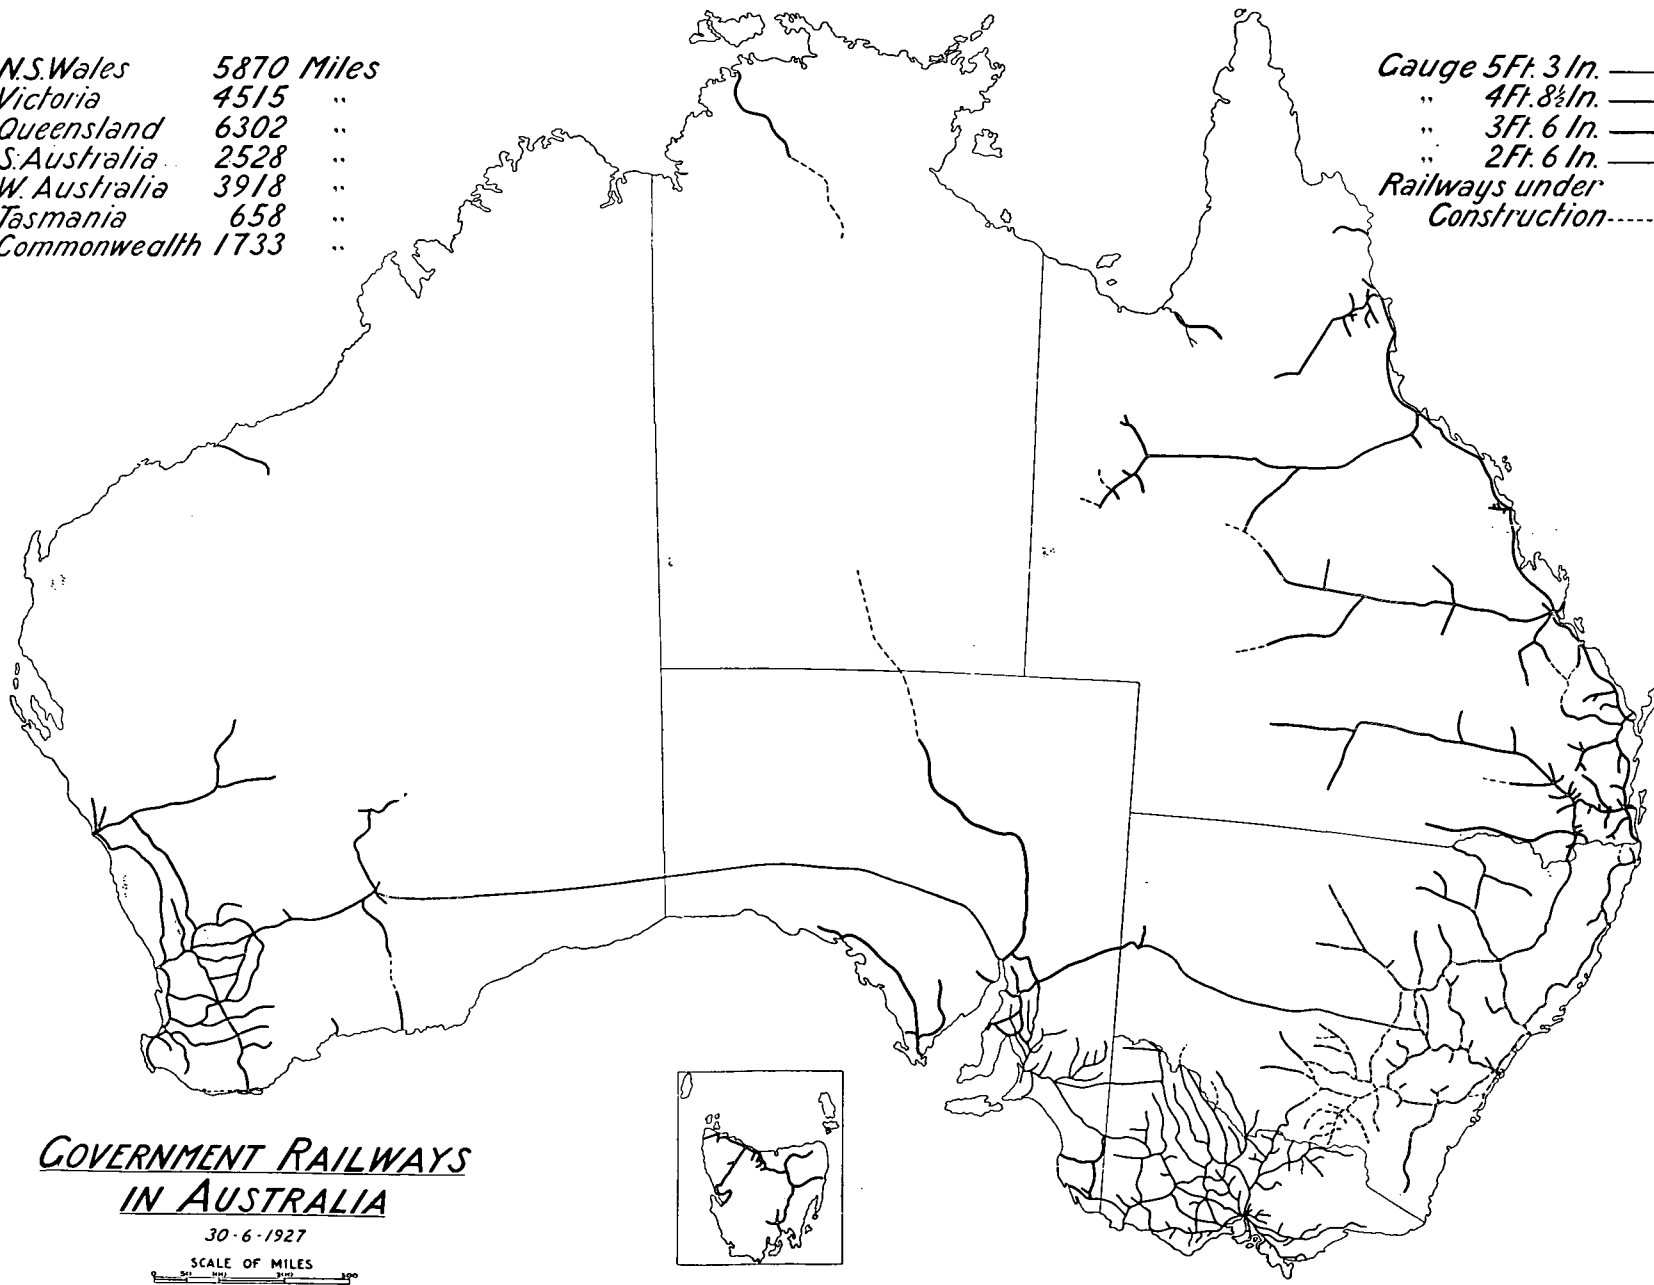 N.S.Wales 5870 Miles
Victoria 4515 "
Queensland 6302 "
S.Australia 2528 "
W. Australia 3918 "
Tasmania 658 "
Commonwealth 1733 "
Gauge 5Ft. 3 In.
" 4Ft. 8½In.
" 3Ft. 6 In.
" 2Ft. 6 In.
Railways under
Construction
GOVERNMENT RAILWAYS
IN AUSTRALIA
30-6-1927
SCALE OF MILES
0